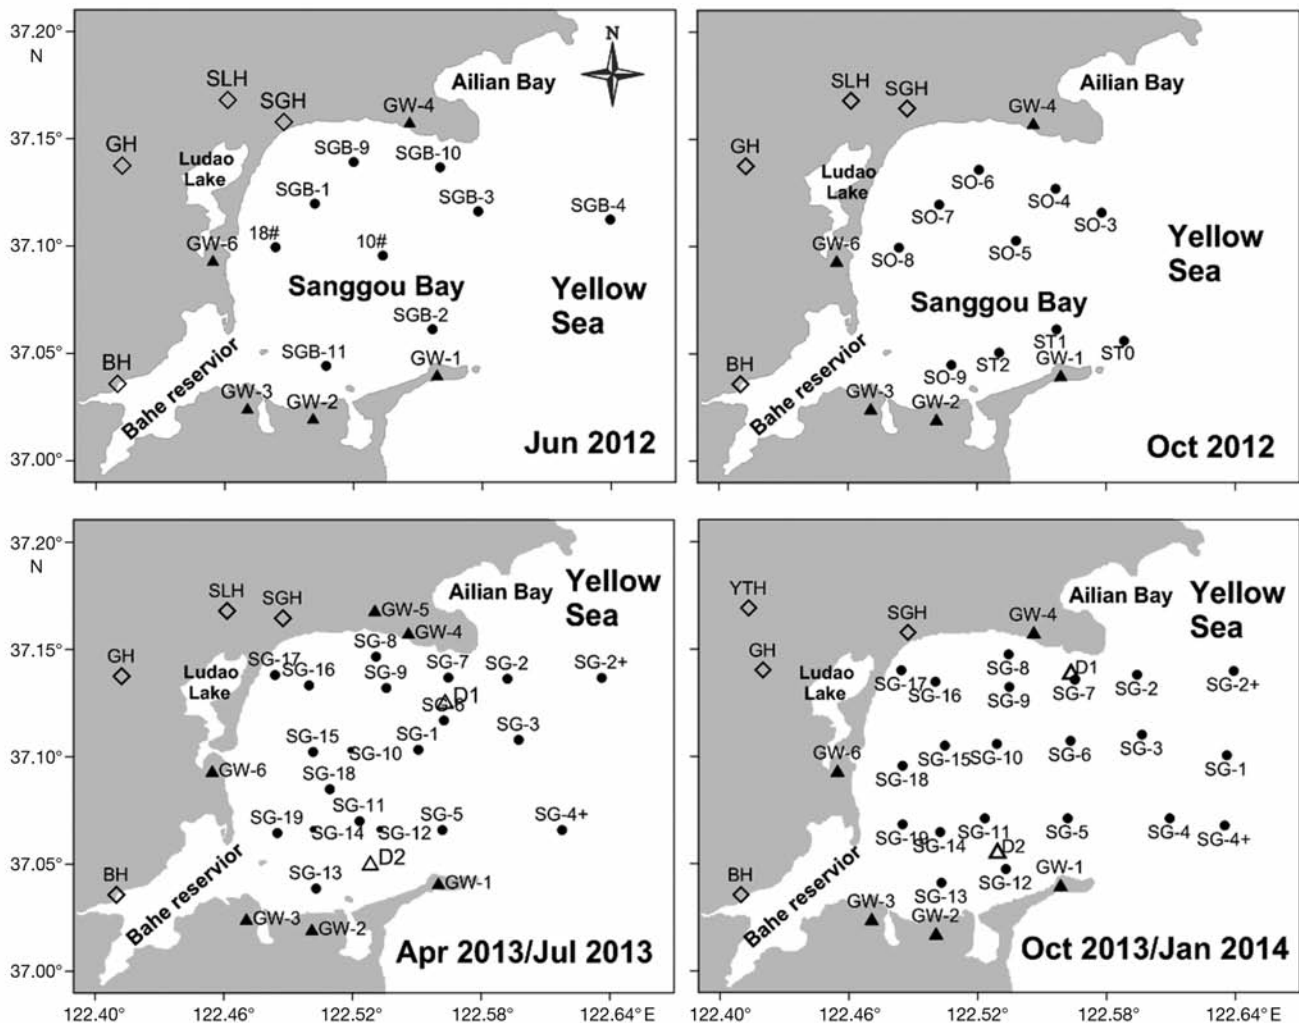 37.20°
N
37.15°
37.10°
37.05°
37.00°
N
Ailian Bay
SLH
SGH
GW-4
GH
Ludao
Lake
SGB-9
SGB-10
SGB-1
SGB-3
SGB-4
18#
10#
GW-6
Sanggou Bay
Yellow
Sea
SGB-2
SGB-11
GW-1
BH
GW-3
GW-2
Bahe reservior
Jun 2012
122.40°
122.46°
122.52°
122.58°
122.64° E
Ailian Bay
SLH
SGH
GW-4
GH
Ludao
Lake
SO-6
SO-4
SO-7
SO-3
GW-6
SO-8
SO-5
Yellow
Sea
Sanggou Bay
ST1
GW-1
ST0
ST2
SO-9
BH
GW-3
GW-2
Bahe reservior
Oct 2012
37.20°
N
37.15°
37.10°
37.05°
37.00°
Yellow
Sea
Ailian Bay
SLH
SGH
GW-5
GW-4
GH
SG-8
SG-17
SG-16
SG-9
SG-7
SG-2
SG-2+
Ludao
Lake
D1
SG-6
SG-3
SG-15
SG-10
SG-1
GW-6
SG-18
SG-19
SG-14
SG-11
SG-12
SG-5
SG-4+
D2
BH
SG-13
GW-1
GW-3
GW-2
Bahe reservior
Apr 2013/Jul 2013
Ailian Bay
Yellow
Sea
YTH
SGH
GW-4
GH
Ludao
Lake
SG-8
D1
SG-17
SG-16
SG-9
SG-7
SG-2
SG-2+
GW-6
SG-15
SG-10
SG-6
SG-3
SG-1
SG-18
SG-19
SG-14
SG-11
SG-5
SG-4
SG-4+
D2
SG-12
GW-1
BH
SG-13
GW-3
GW-2
Bahe reservior
Oct 2013/Jan 2014
122.40°
122.46°
122.52°
122.58°
122.64° E